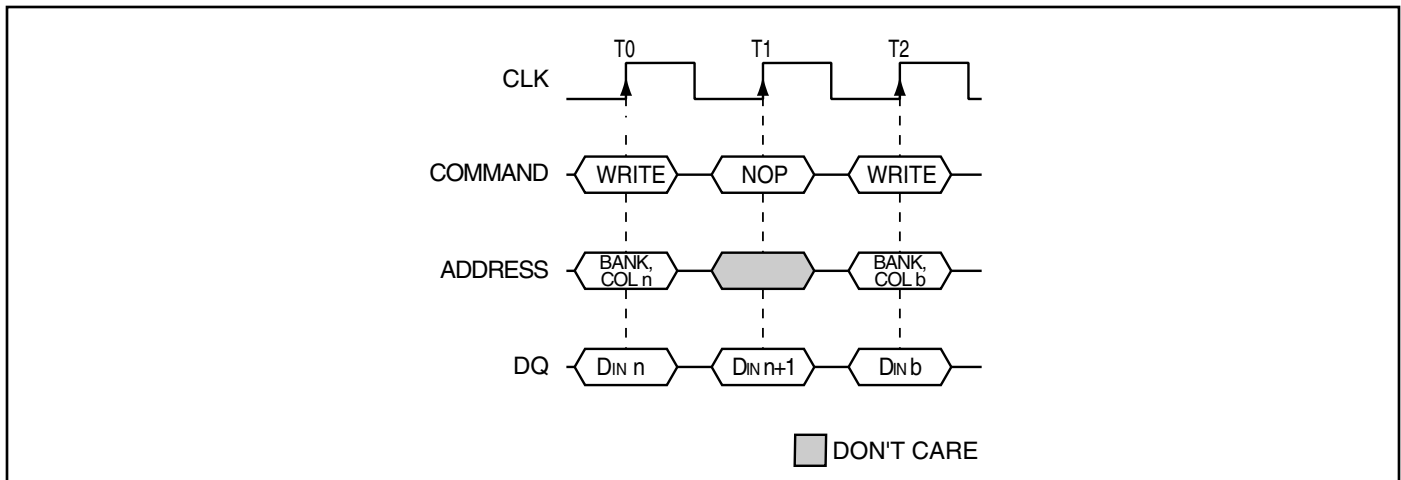 T0 T1 T2
CLK
COMMAND WRITE NOP WRITE
ADDRESS BANK, COL n BANK, COL b
DQ DIN n DIN n+1 DIN b
DON'T CARE